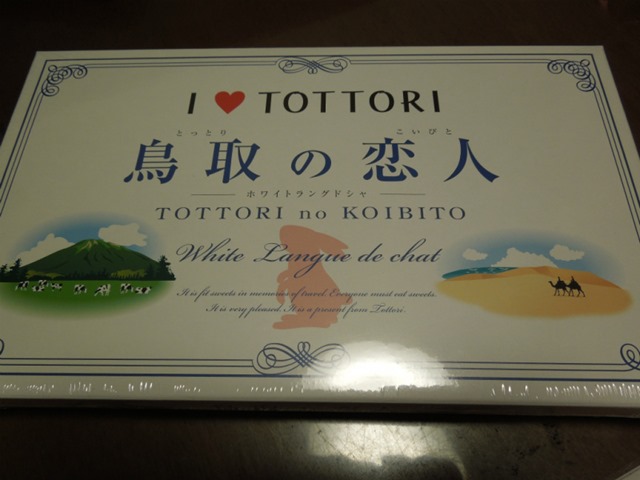 I ♥ TOTTORI
とっとり こいびと
鳥取の恋人
ホワイトラングドシャ
TOTTORI no KOIBITO
White Langue de chat
It is fit sweets in memories of travel. Everyone must eat sweets.
It is very pleased. It is a present from Tottori.